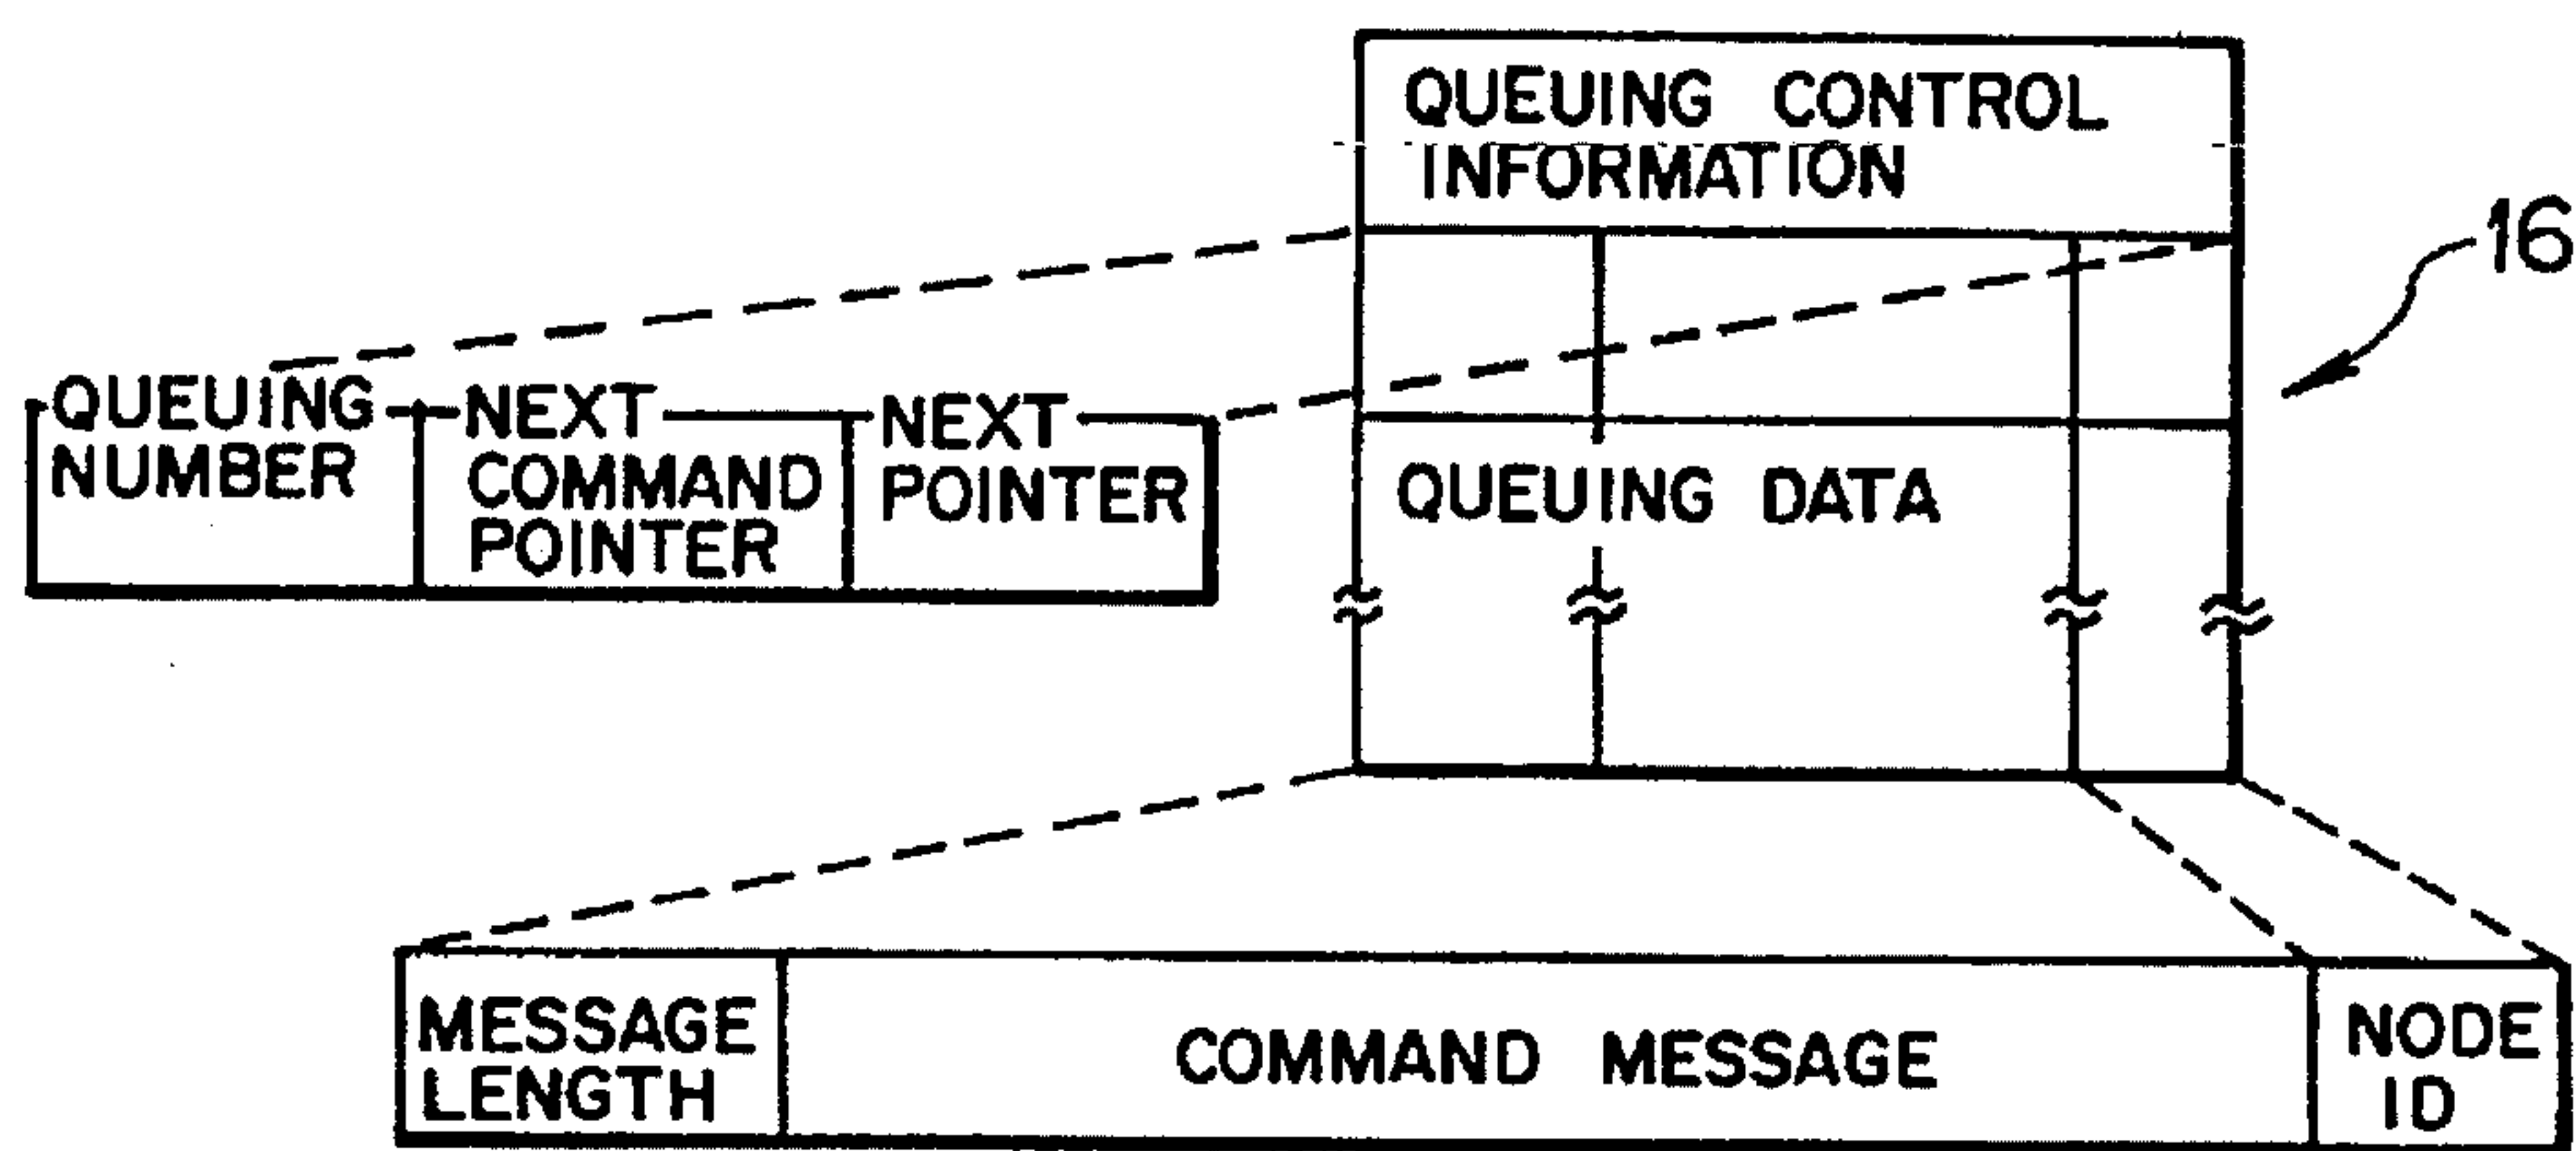 QUEUING CONTROL
INFORMATION
16
QUEUING
NUMBER
NEXT
COMMAND
POINTER
NEXT
POINTER
QUEUING DATA
MESSAGE
LENGTH
COMMAND MESSAGE
NODE
ID